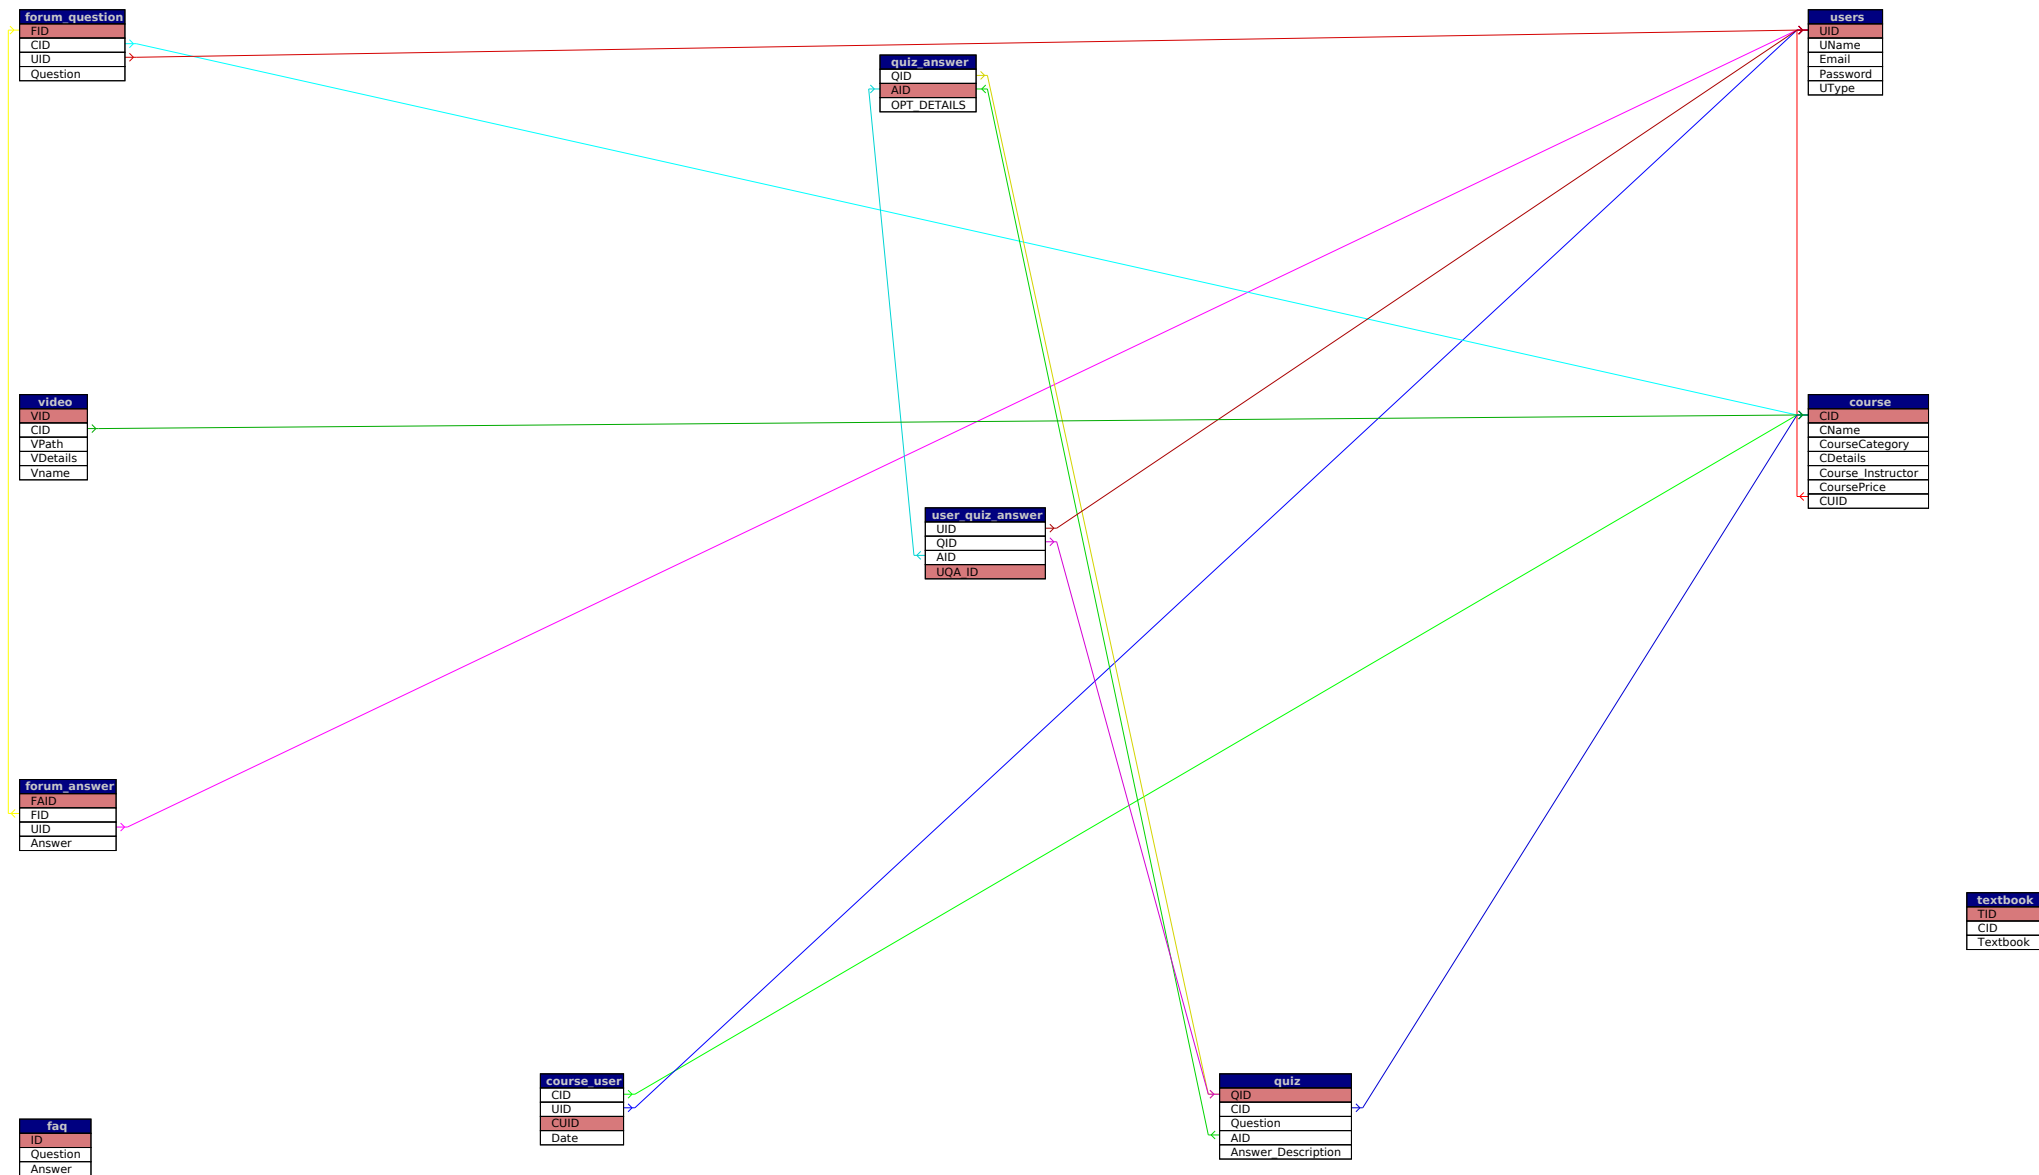 forum_question
FID
CID
UID
Question
users
UID
UName
Email
Password
UType
quiz_answer
QID
AID
OPT_DETAILS
video
VID
CID
VPath
VDetails
Vname
course
CID
CName
CourseCategory
CDetails
Course_Instructor
CoursePrice
CUID
user_quiz_answer
UID
QID
AID
UQA_ID
forum_answer
FAID
FID
UID
Answer
textbook
TID
CID
Textbook
course_user
CID
UID
CUID
Date
quiz
QID
CID
Question
AID
Answer_Description
faq
ID
Question
Answer